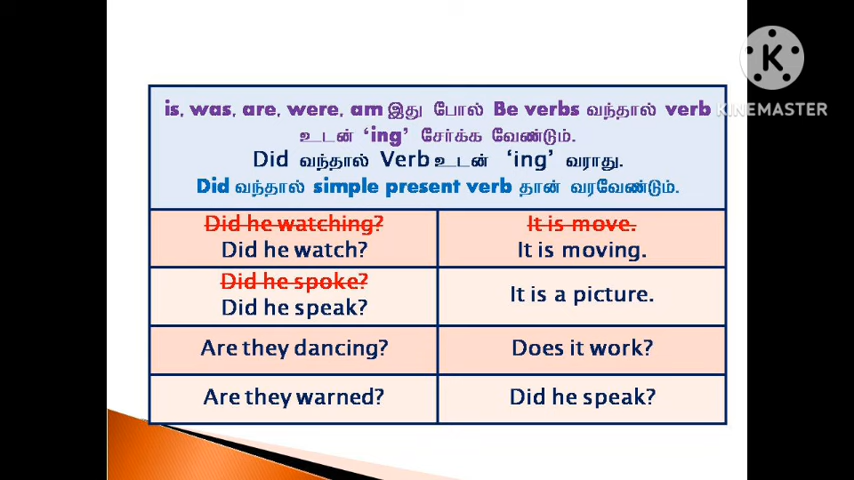 is, was, are, were, am இது போல் Be verbs வந்தால் verb
உடன் ‘ing’ சேர்க்க வேண்டும்.
Did வந்தால் Verb உடன் ‘ing’ வராது.
Did வந்தால் simple present verb தான் வரவேண்டும்.
Did he watching?
Did he watch?
It is move.
It is moving.
Did he spoke?
Did he speak?
It is a picture.
Are they dancing?
Does it work?
Are they warned?
Did he speak?
K
KINEMASTER